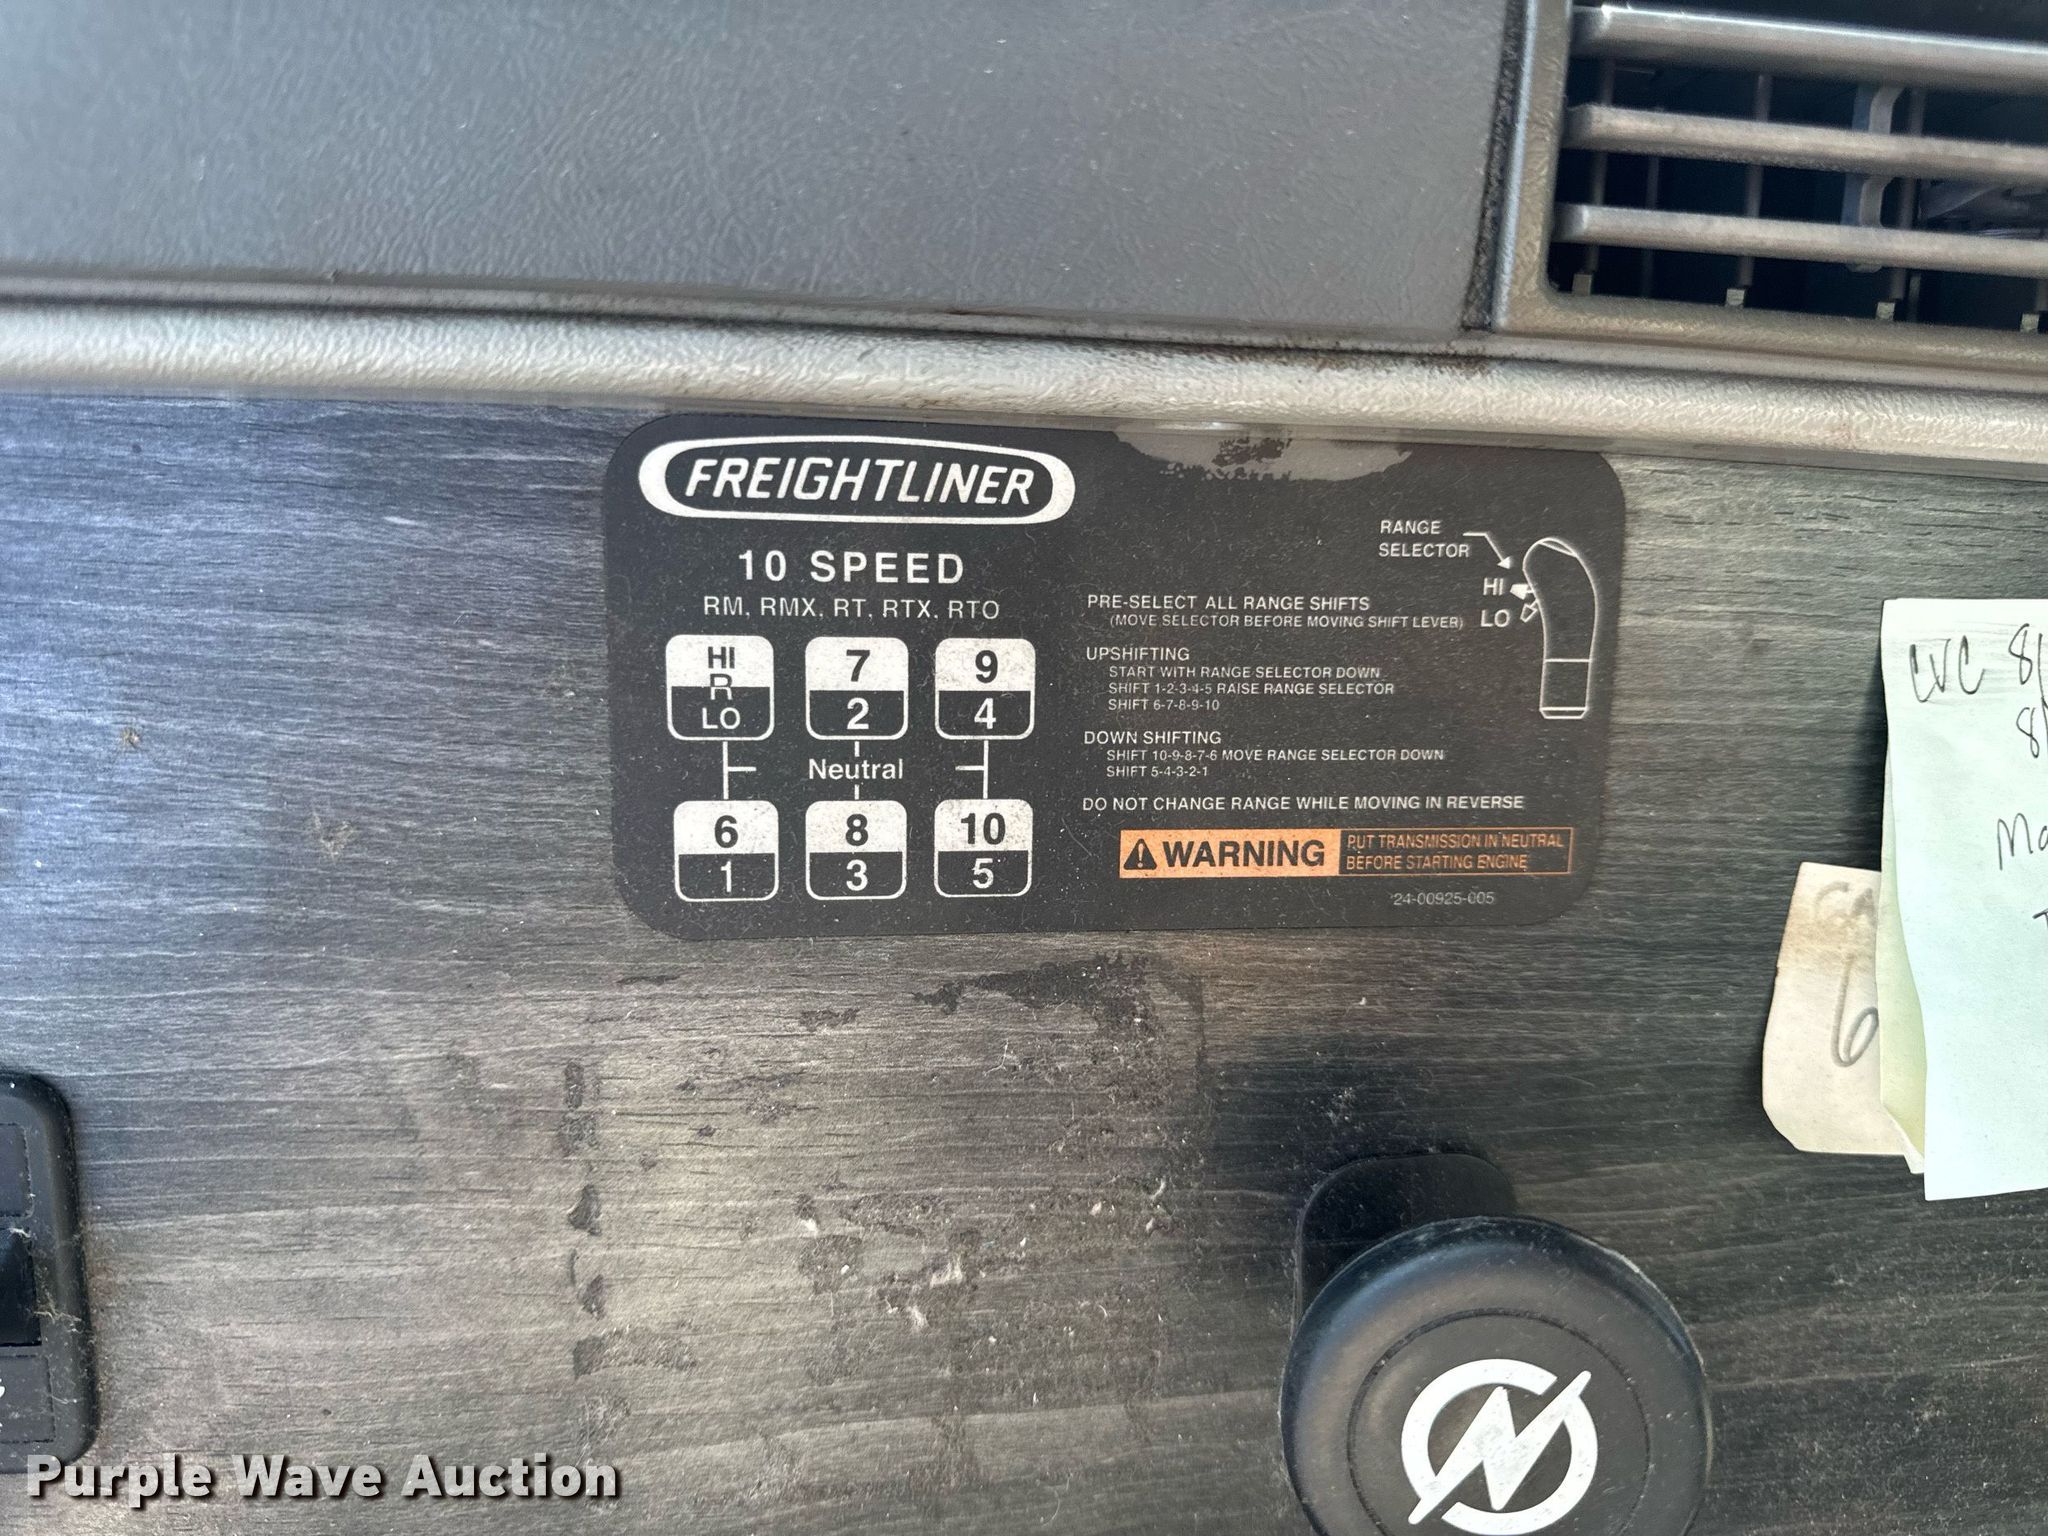 FREIGHTLINER
10 SPEED
RM, RMX, RT, RTX, RTO
HI 7 9
R
LO 2 4
Neutral
6 8 10
1 3 5
RANGE
SELECTOR
HI
LO
PRE-SELECT ALL RANGE SHIFTS
(MOVE SELECTOR BEFORE MOVING SHIFT LEVER)
UPSHIFTING
START WITH RANGE SELECTOR DOWN
SHIFT 1-2-3-4-5 RAISE RANGE SELECTOR
SHIFT 6-7-8-9-10
DOWN SHIFTING
SHIFT 10-9-8-7-6 MOVE RANGE SELECTOR DOWN
SHIFT 5-4-3-2-1
DO NOT CHANGE RANGE WHILE MOVING IN REVERSE
WARNING
PUT TRANSMISSION IN NEUTRAL
BEFORE STARTING ENGINE
24-00925-005
CVC 8/
8/
CA
6
Purple Wave Auction